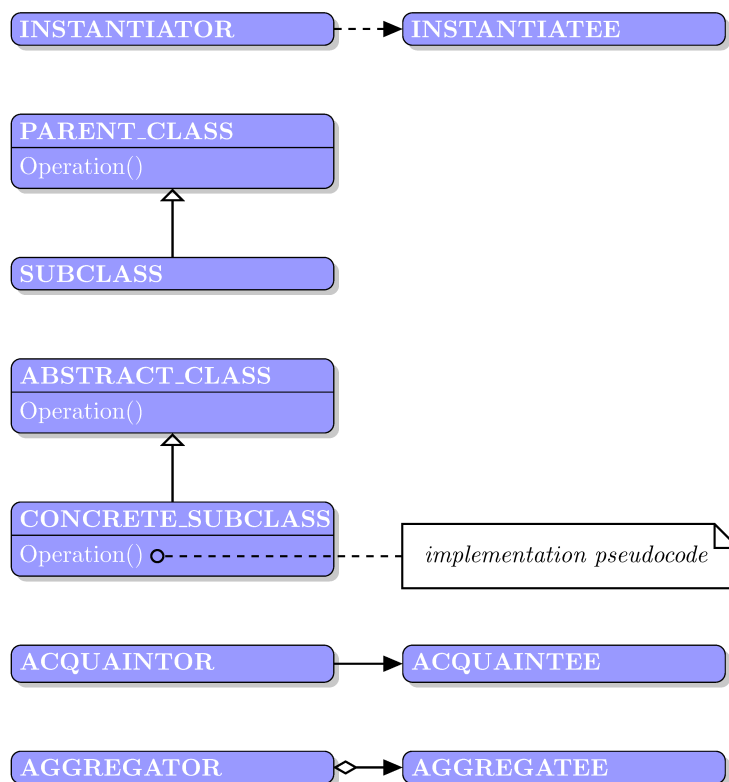 INSTANTIATOR
INSTANTIATEE
PARENT_CLASS
Operation()
SUBCLASS
ABSTRACT_CLASS
Operation()
CONCRETE_SUBCLASS
Operation()
implementation pseudocode
ACQUAINTOR
ACQUAINTEE
AGGREGATOR
AGGREGATEE